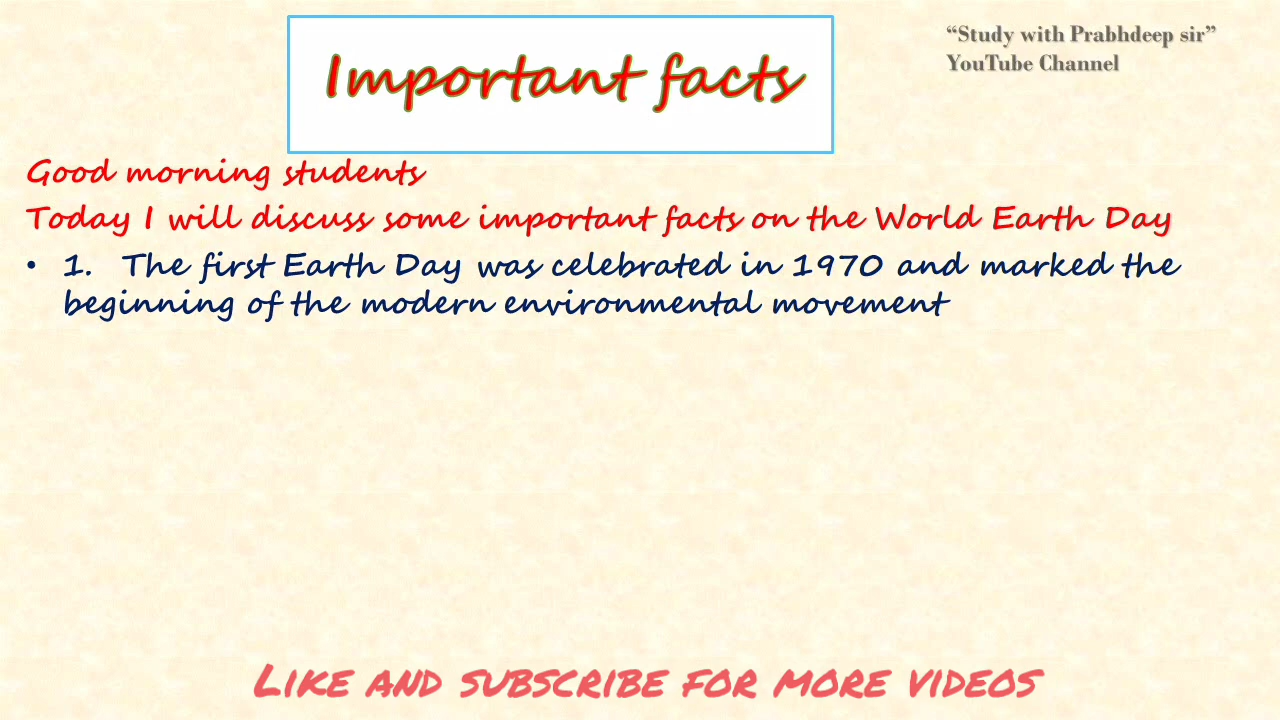 Important facts
“Study with Prabhdeep sir”
YouTube Channel
Good morning students
Today I will discuss some important facts on the World Earth Day
• 1. The first Earth Day was celebrated in 1970 and marked the
beginning of the modern environmental movement
LIKE AND SUBSCRIBE FOR MORE VIDEOS